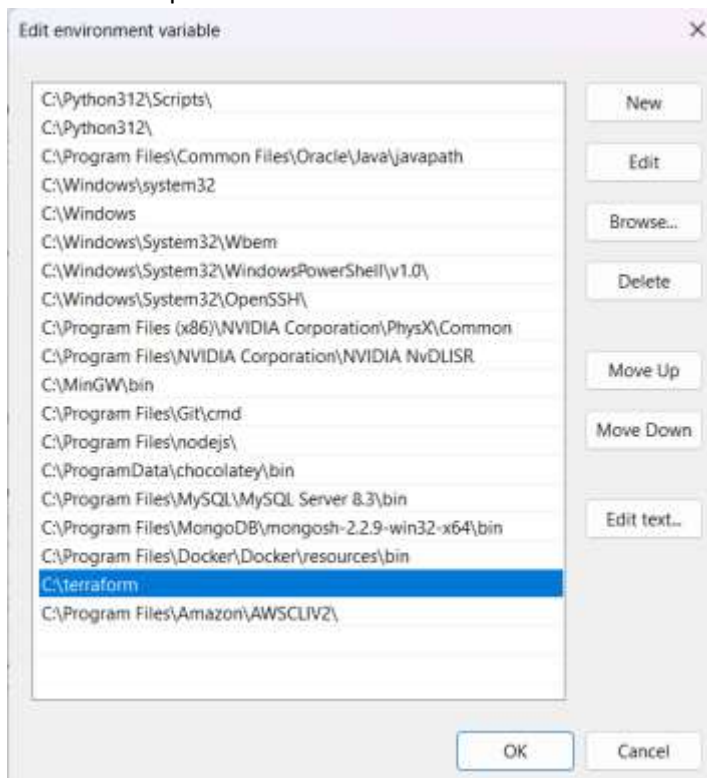 Edit environment variable
C:\Python312\Scripts\
C:\Python312\
C:\Program Files\Common Files\Oracle\Java\javapath
C:\Windows\system32
C:\Windows
C:\Windows\System32\Wbem
C:\Windows\System32\WindowsPowerShell\v1.0\
C:\Windows\System32\OpenSSH\
C:\Program Files (x86)\NVIDIA Corporation\PhysX\Common
C:\Program Files\NVIDIA Corporation\NVIDIA NvDLISR
C:\MinGW\bin
C:\Program Files\Git\cmd
C:\Program Files\nodejs\
C:\ProgramData\chocolatey\bin
C:\Program Files\MySQL\MySQL Server 8.3\bin
C:\Program Files\MongoDB\mongosh-2.2.9-win32-x64\bin
C:\Program Files\Docker\Docker\resources\bin
C:\terraform
C:\Program Files\Amazon\AWSCLIV2\
New
Edit
Browse...
Delete
Move Up
Move Down
Edit text...
OK
Cancel